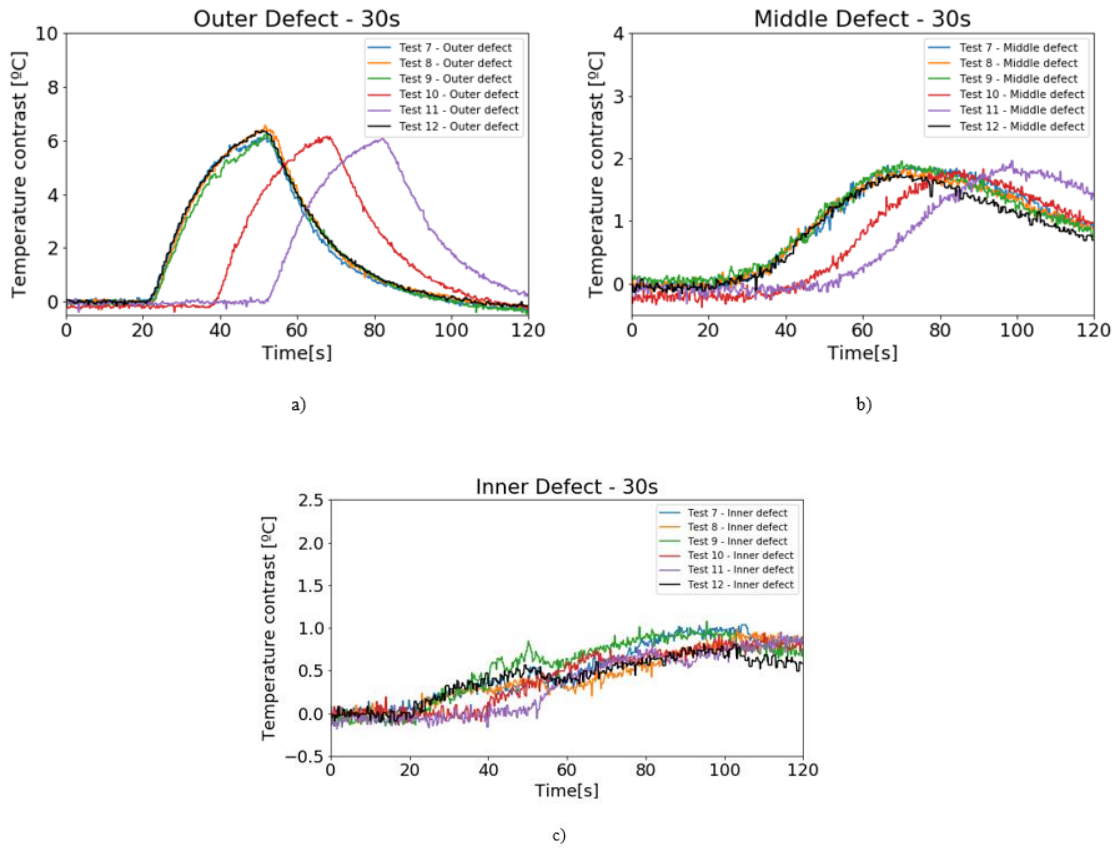 Outer Defect - 30s
Temperature contrast [ºC]
10
8
6
4
2
0
Test 7 - Outer defect
Test 8 - Outer defect
Test 9 - Outer defect
Test 10 - Outer defect
Test 11 - Outer defect
Test 12 - Outer defect
0 20 40 60 80 100 120
Time[s]
a)
Middle Defect - 30s
Temperature contrast [ºC]
4
3
2
1
0
Test 7 - Middle defect
Test 8 - Middle defect
Test 9 - Middle defect
Test 10 - Middle defect
Test 11 - Middle defect
Test 12 - Middle defect
0 20 40 60 80 100 120
Time[s]
b)
Inner Defect - 30s
Temperature contrast [ºC]
2.5
2.0
1.5
1.0
0.5
0.0
−0.5
Test 7 - Inner defect
Test 8 - Inner defect
Test 9 - Inner defect
Test 10 - Inner defect
Test 11 - Inner defect
Test 12 - Inner defect
0 20 40 60 80 100 120
Time[s]
c)